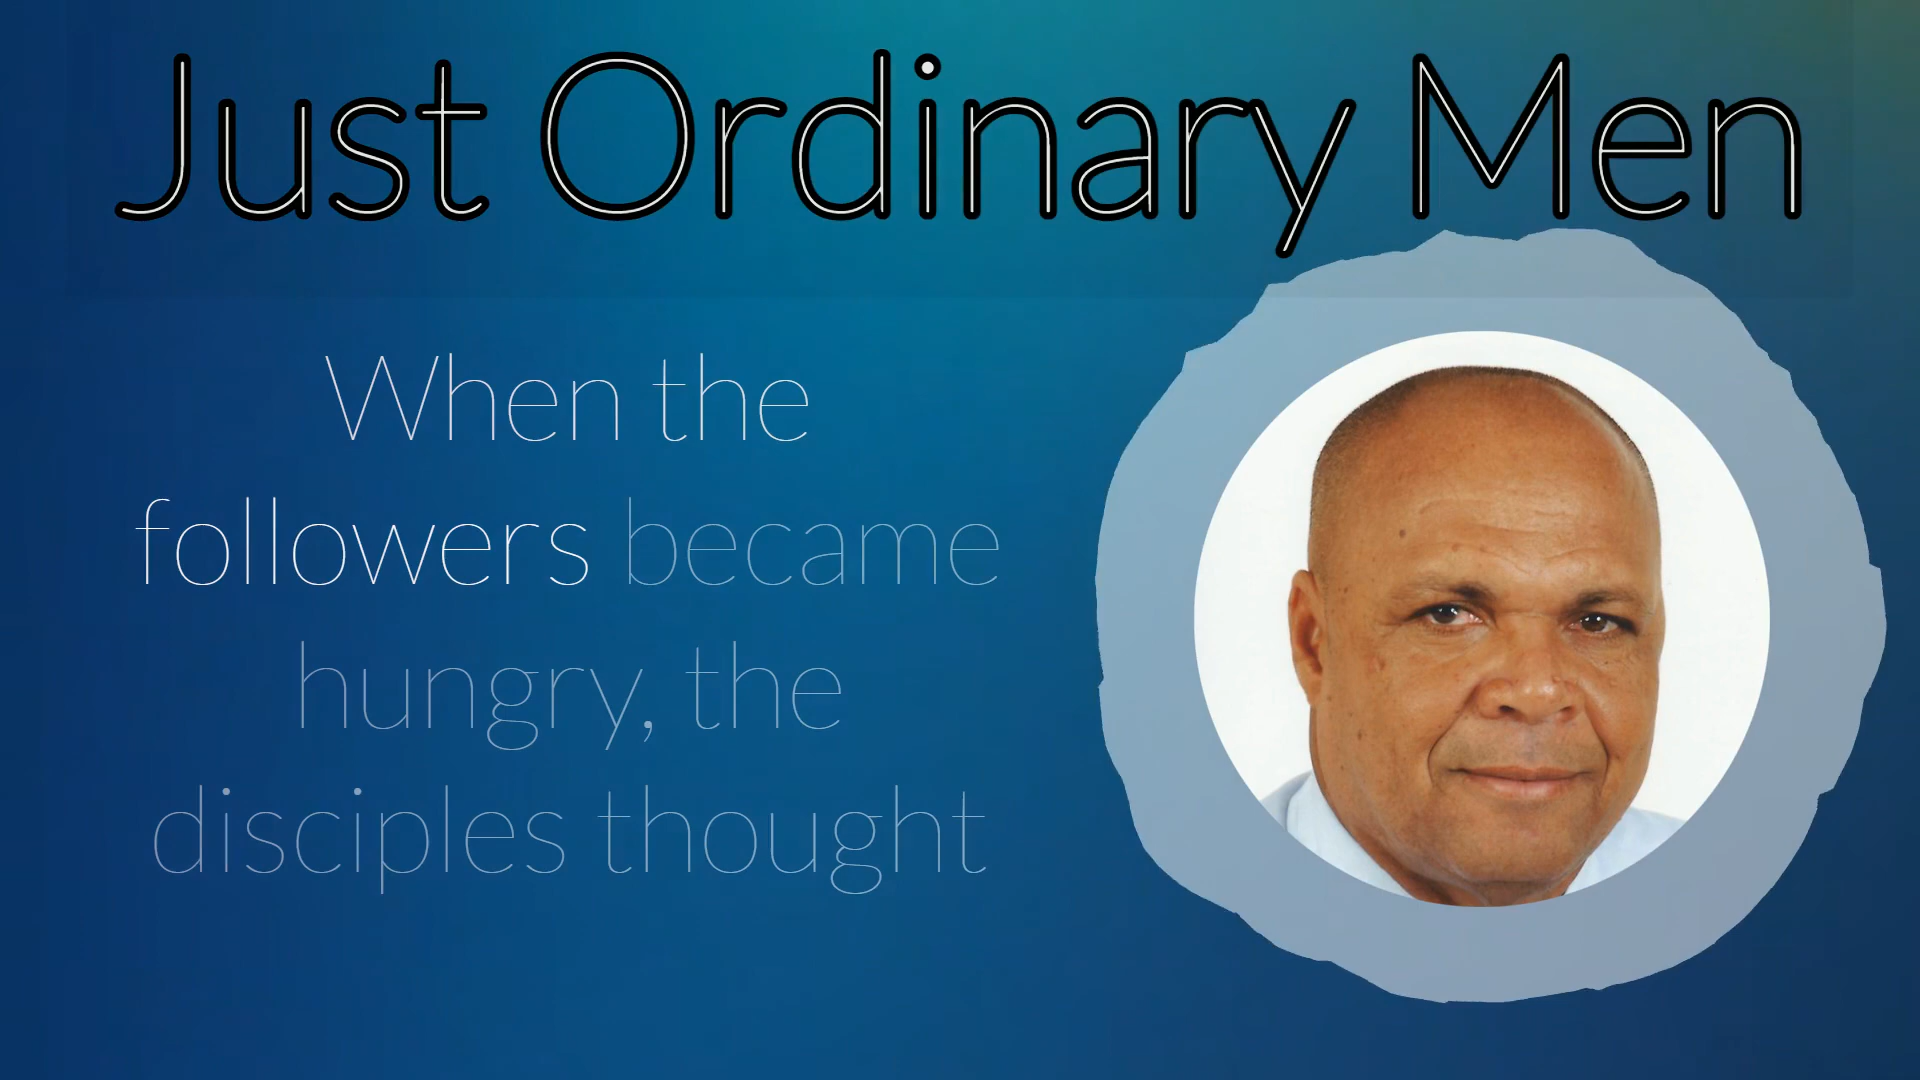 Just Ordinary Men
When the
followers became
hungry, the
disciples thought